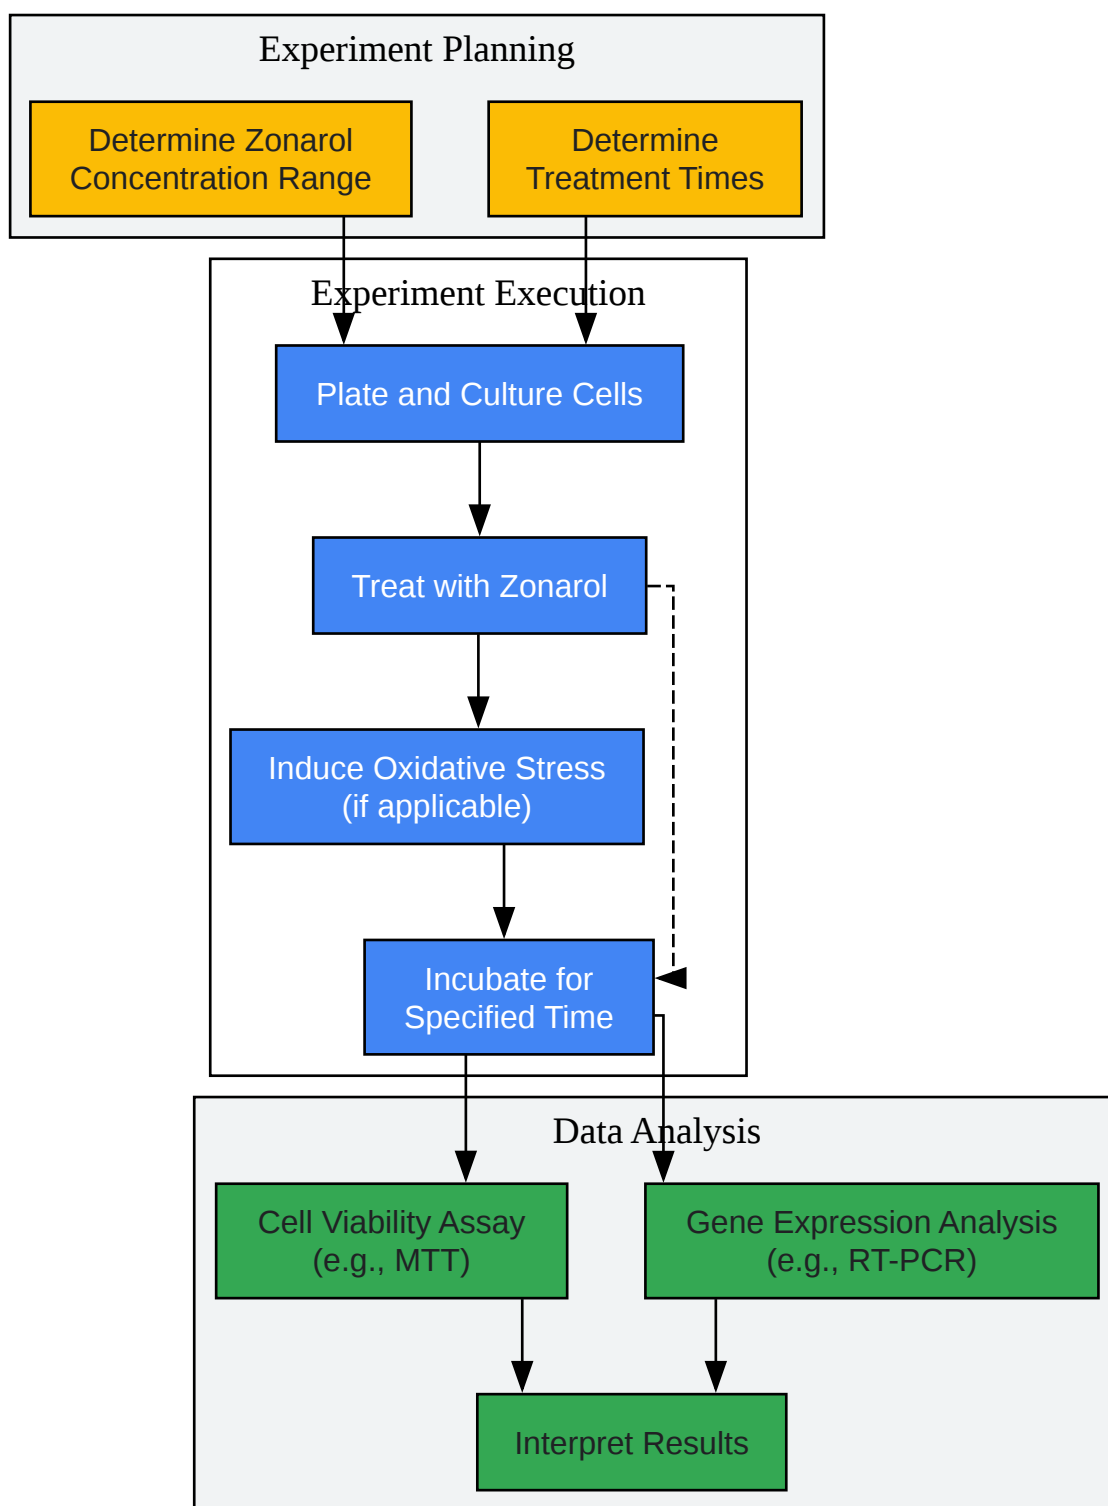 Experiment Planning
Determine Zonarol
Concentration Range
Determine
Treatment Times
Experiment Execution
Plate and Culture Cells
Treat with Zonarol
Induce Oxidative Stress
(if applicable)
Incubate for
Specified Time
Data Analysis
Cell Viability Assay
(e.g., MTT)
Gene Expression Analysis
(e.g., RT-PCR)
Interpret Results